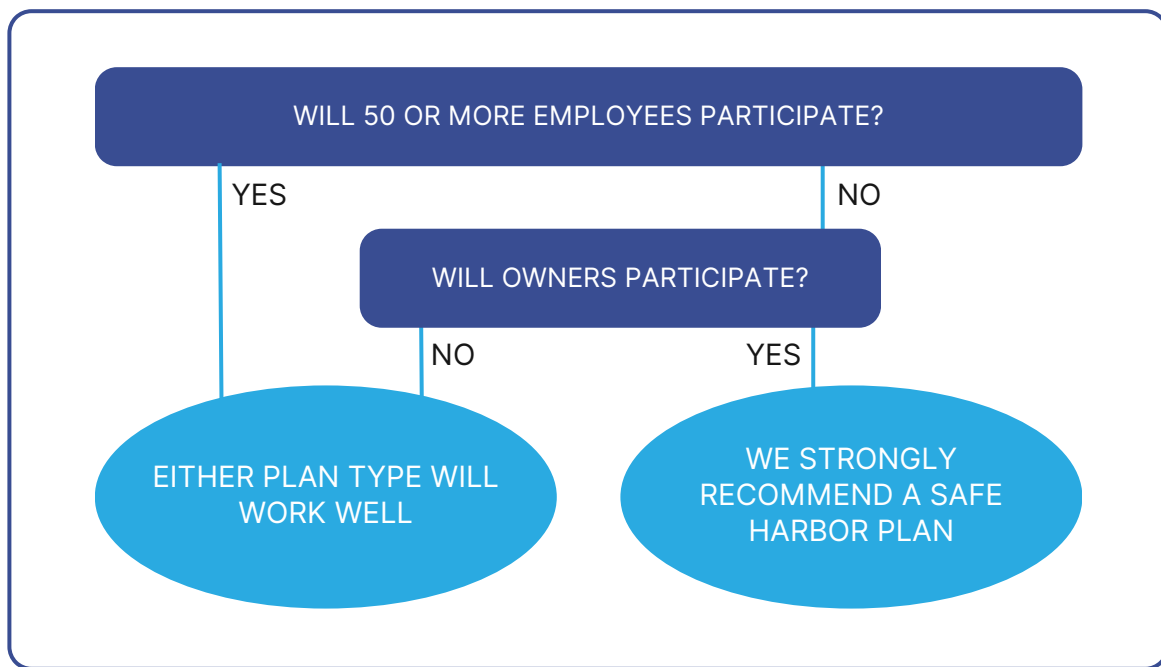 WILL 50 OR MORE EMPLOYEES PARTICIPATE?
YES
NO
WILL OWNERS PARTICIPATE?
NO
YES
EITHER PLAN TYPE WILL
WORK WELL
WE STRONGLY
RECOMMEND A SAFE
HARBOR PLAN